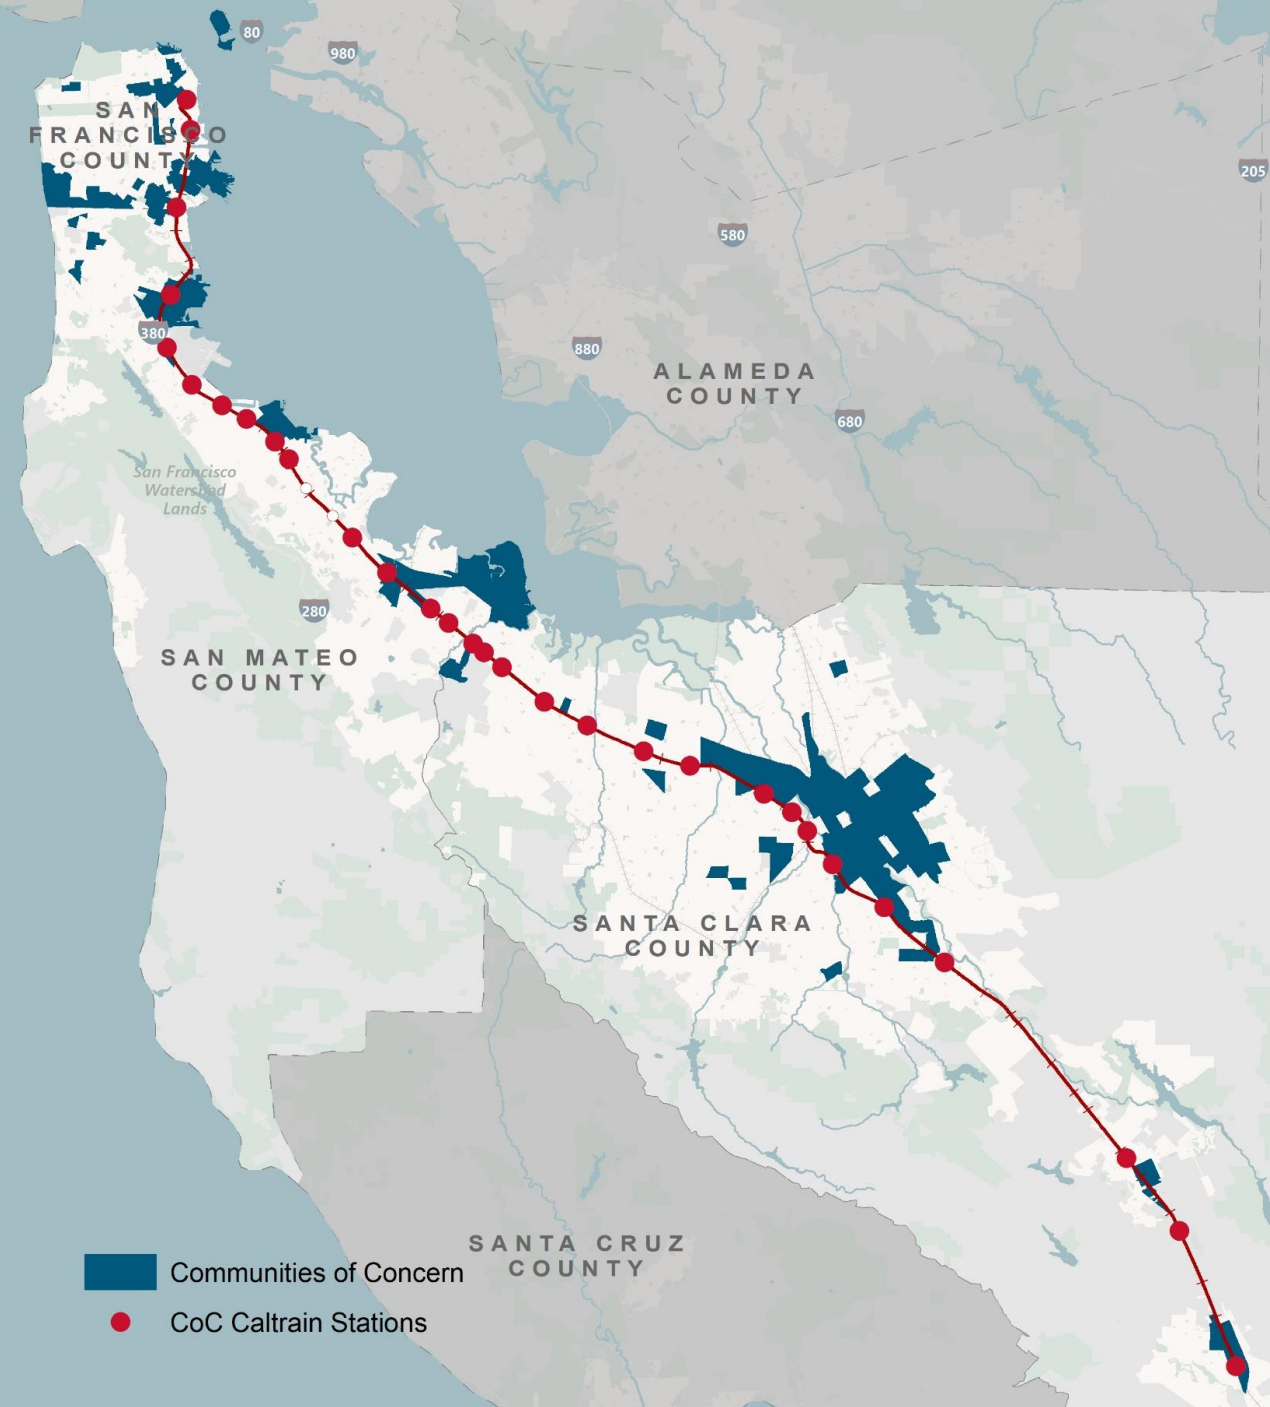 80
980
SAN
FRANCISCO
COUNTY
205
580
380
880
ALAMEDA
COUNTY
680
San Francisco
Watershed
Lands
280
SAN MATEO
COUNTY
SANTA CLARA
COUNTY
SANTA CRUZ
COUNTY
Communities of Concern
CoC Caltrain Stations